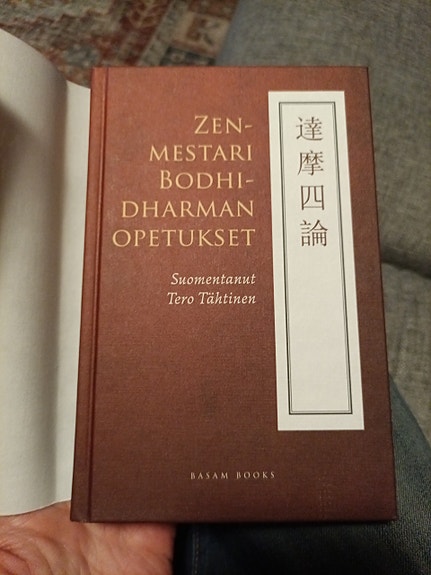 ZEN-
MESTARI
BODHI-
DHARMAN
OPETUKSET
Suomentanut
Tero Tähtinen
達摩四論
BASAM BOOKS